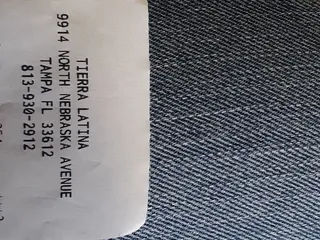 TIERRA LATINA
9914 NORTH NEBRASKA AVENUE
TAMPA FL 33612
813-930-2912